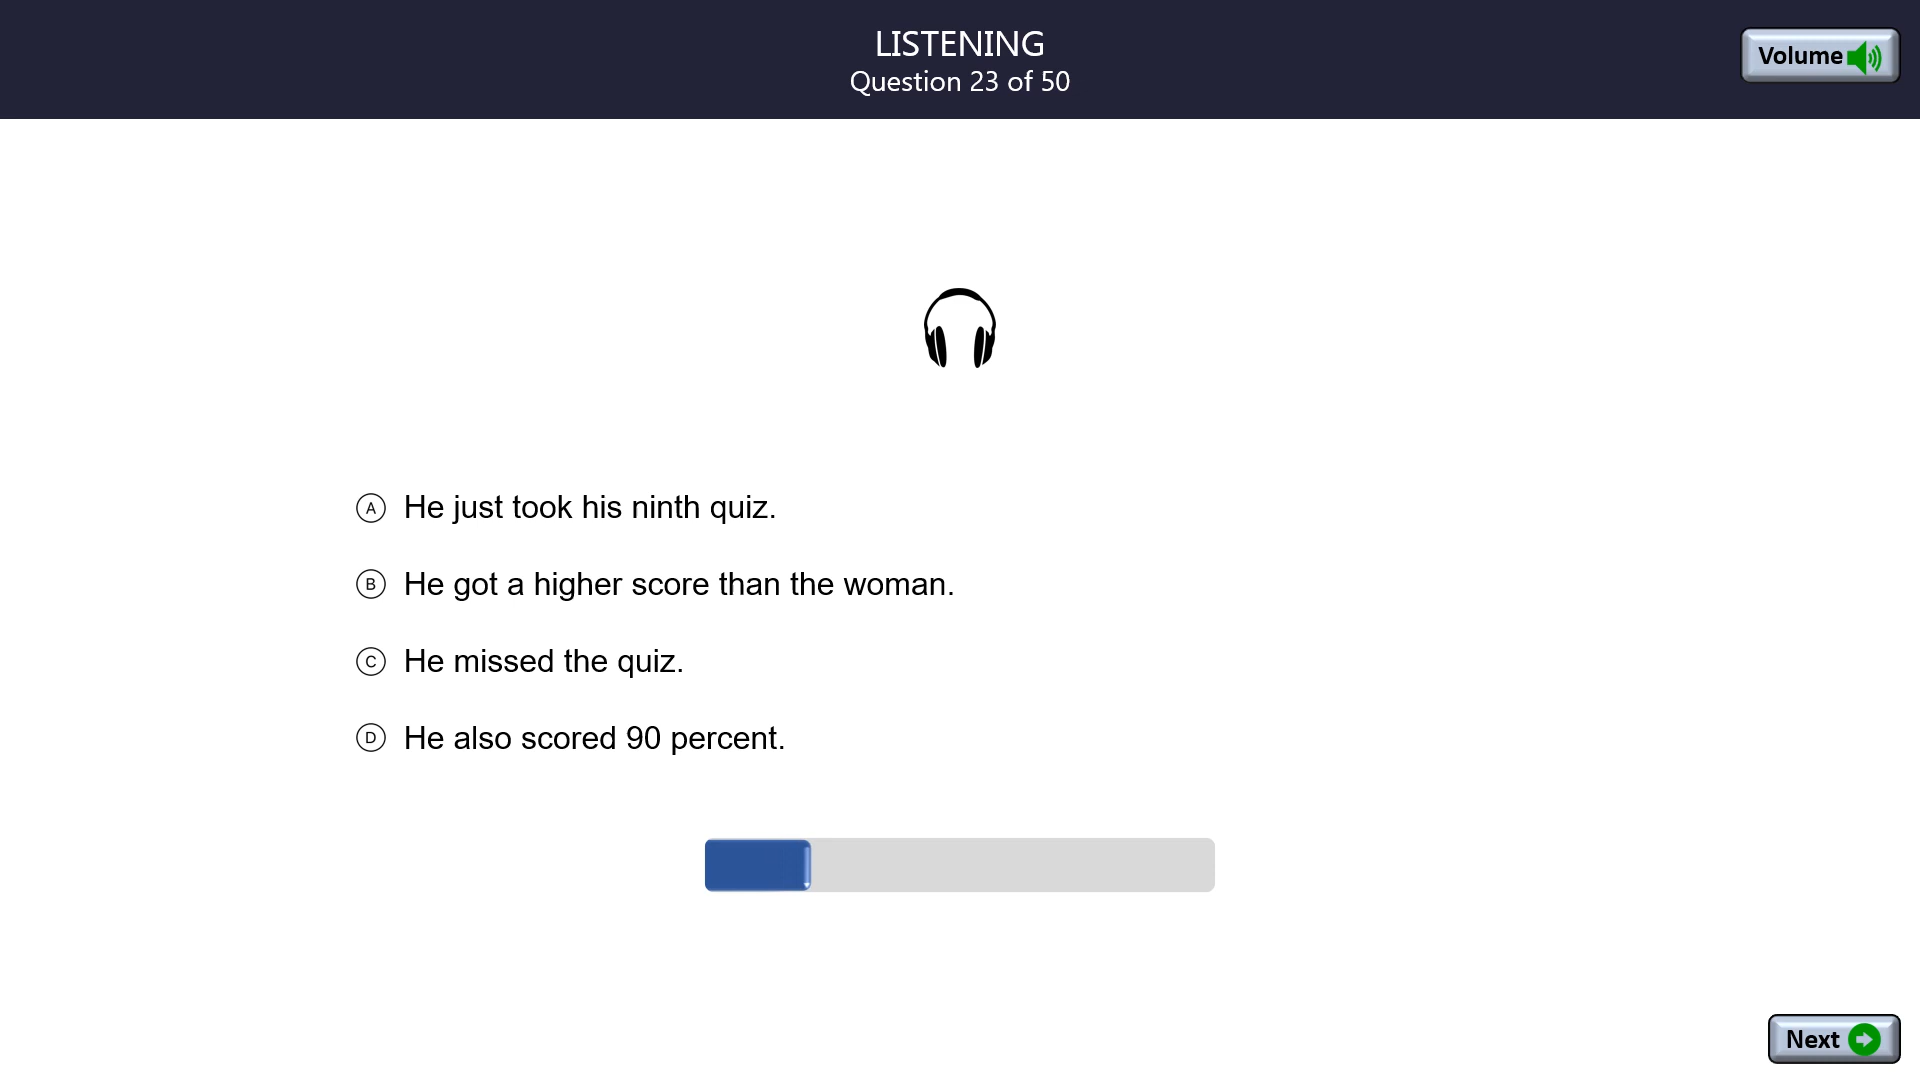 LISTENING
Question 23 of 50
Volume
A He just took his ninth quiz.
B He got a higher score than the woman.
C He missed the quiz.
D He also scored 90 percent.
Next